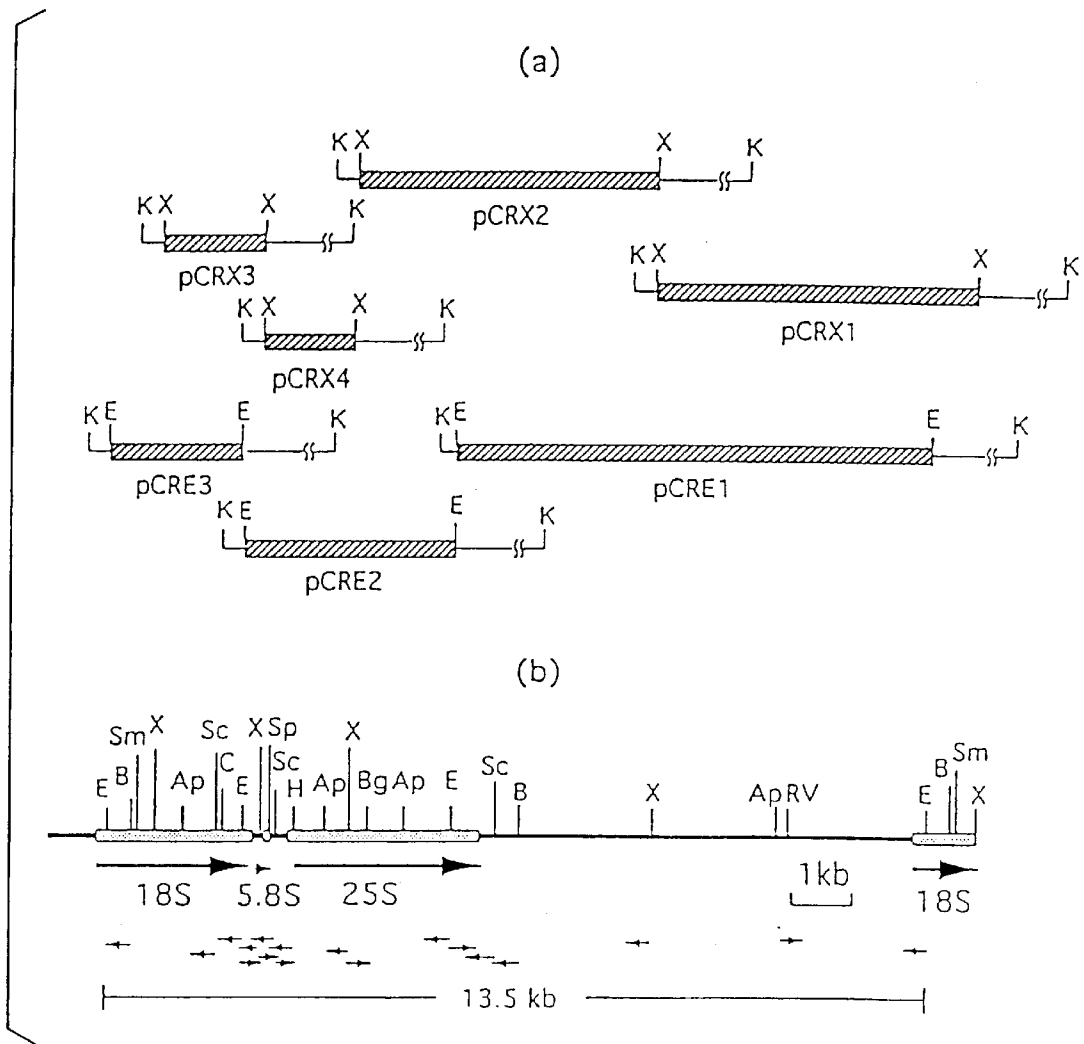 (a)
K X X K
pCRX2
K X X K
pCRX3
K X X K
pCRX1
K X X K
pCRX4
K E E K
pCRE3
K E E K
pCRE1
K E E K
pCRE2
(b)
E B Sm X Ap Sc C E X Sp Sc H Ap X Bg Ap E Sc B X Ap RV E B Sm X
18S 5.8S 25S 1kb 18S
13.5 kb